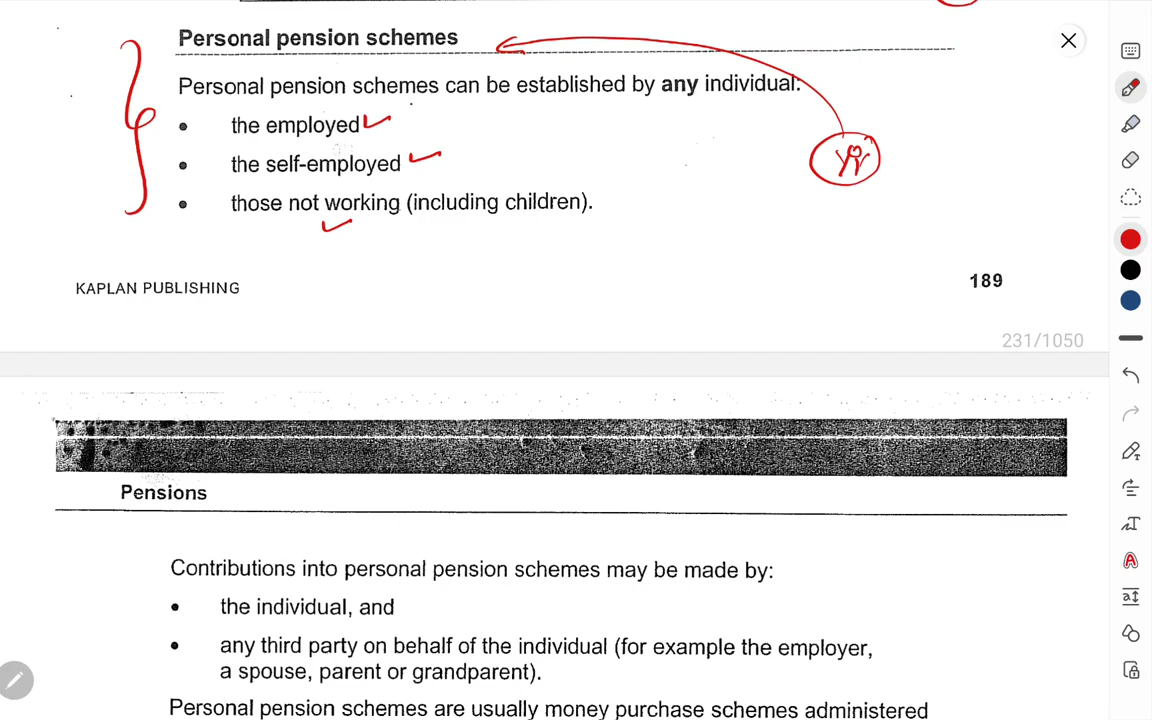 Personal pension schemes
Personal pension schemes can be established by any individual:
• the employed
• the self-employed
• those not working (including children).
KAPLAN PUBLISHING
189
231/1050
Pensions
Contributions into personal pension schemes may be made by:
• the individual, and
• any third party on behalf of the individual (for example the employer,
a spouse, parent or grandparent).
Personal pension schemes are usually money purchase schemes administered